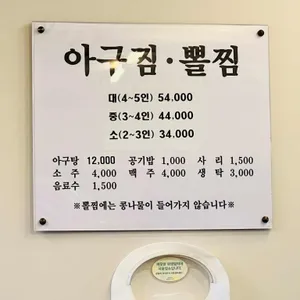 아구찜·뽈찜
대(4~5인) 54.000
중(3~4인) 44.000
소(2~3인) 34.000
아구탕 12,000 공기밥 1,000 사리 1,500
소주 4,000 맥주 4,000 생탁 3,000
음료수 1,500
※뽈찜에는 콩나물이 들어가지 않습니다※